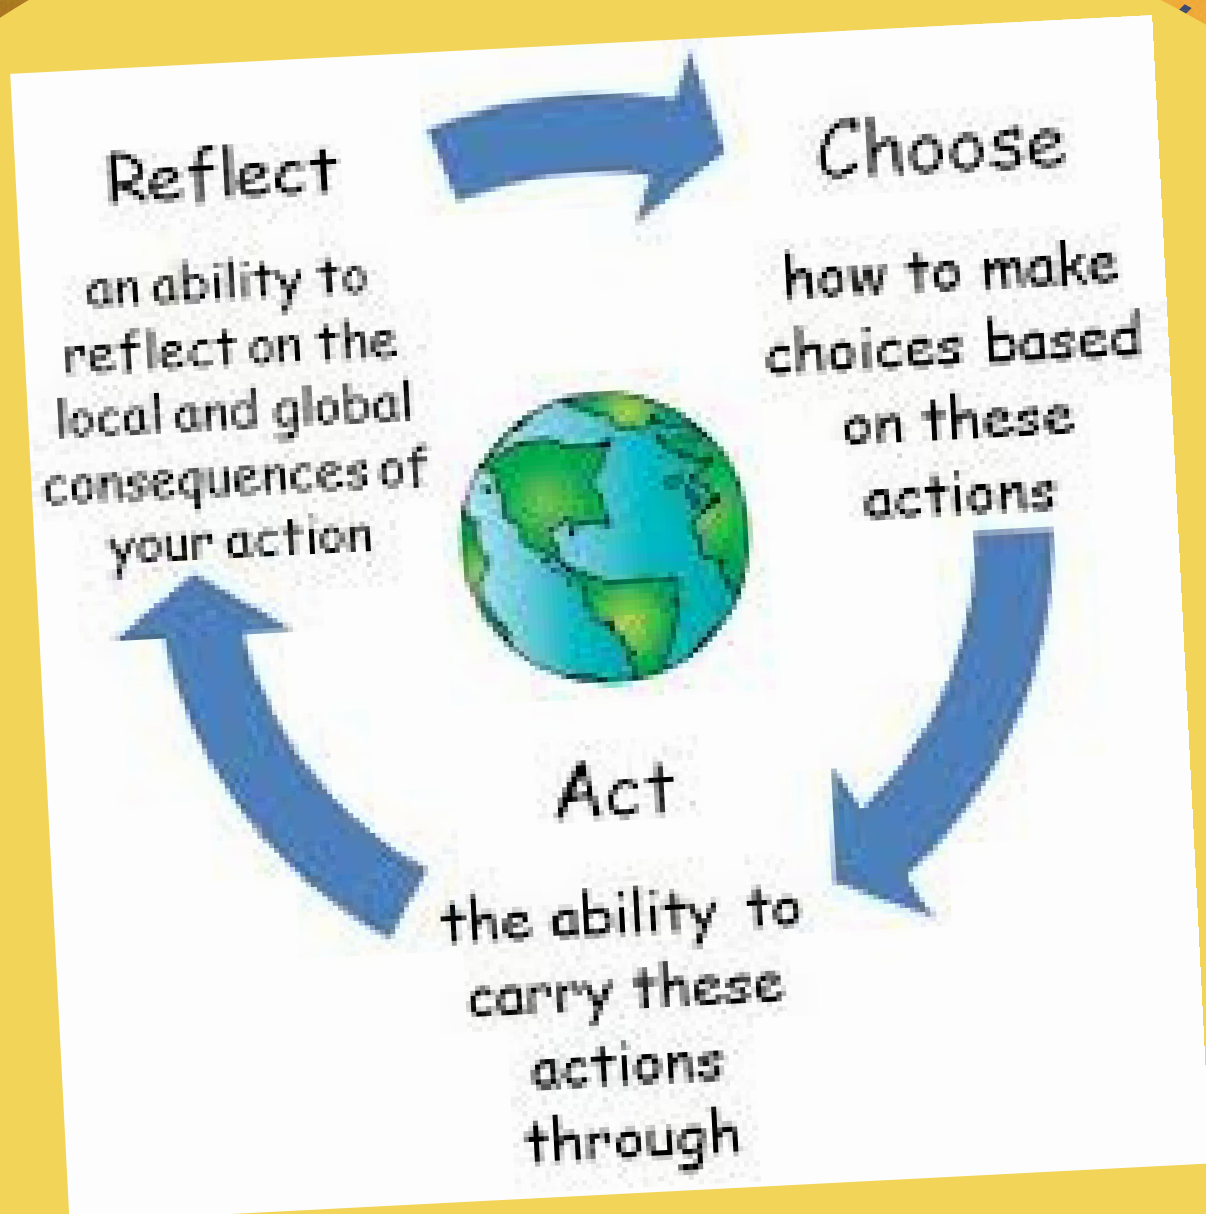 Reflect
an ability to
reflect on the
local and global
consequences of
your action
Choose
how to make
choices based
on these
actions
Act
the ability to
carry these
actions
through